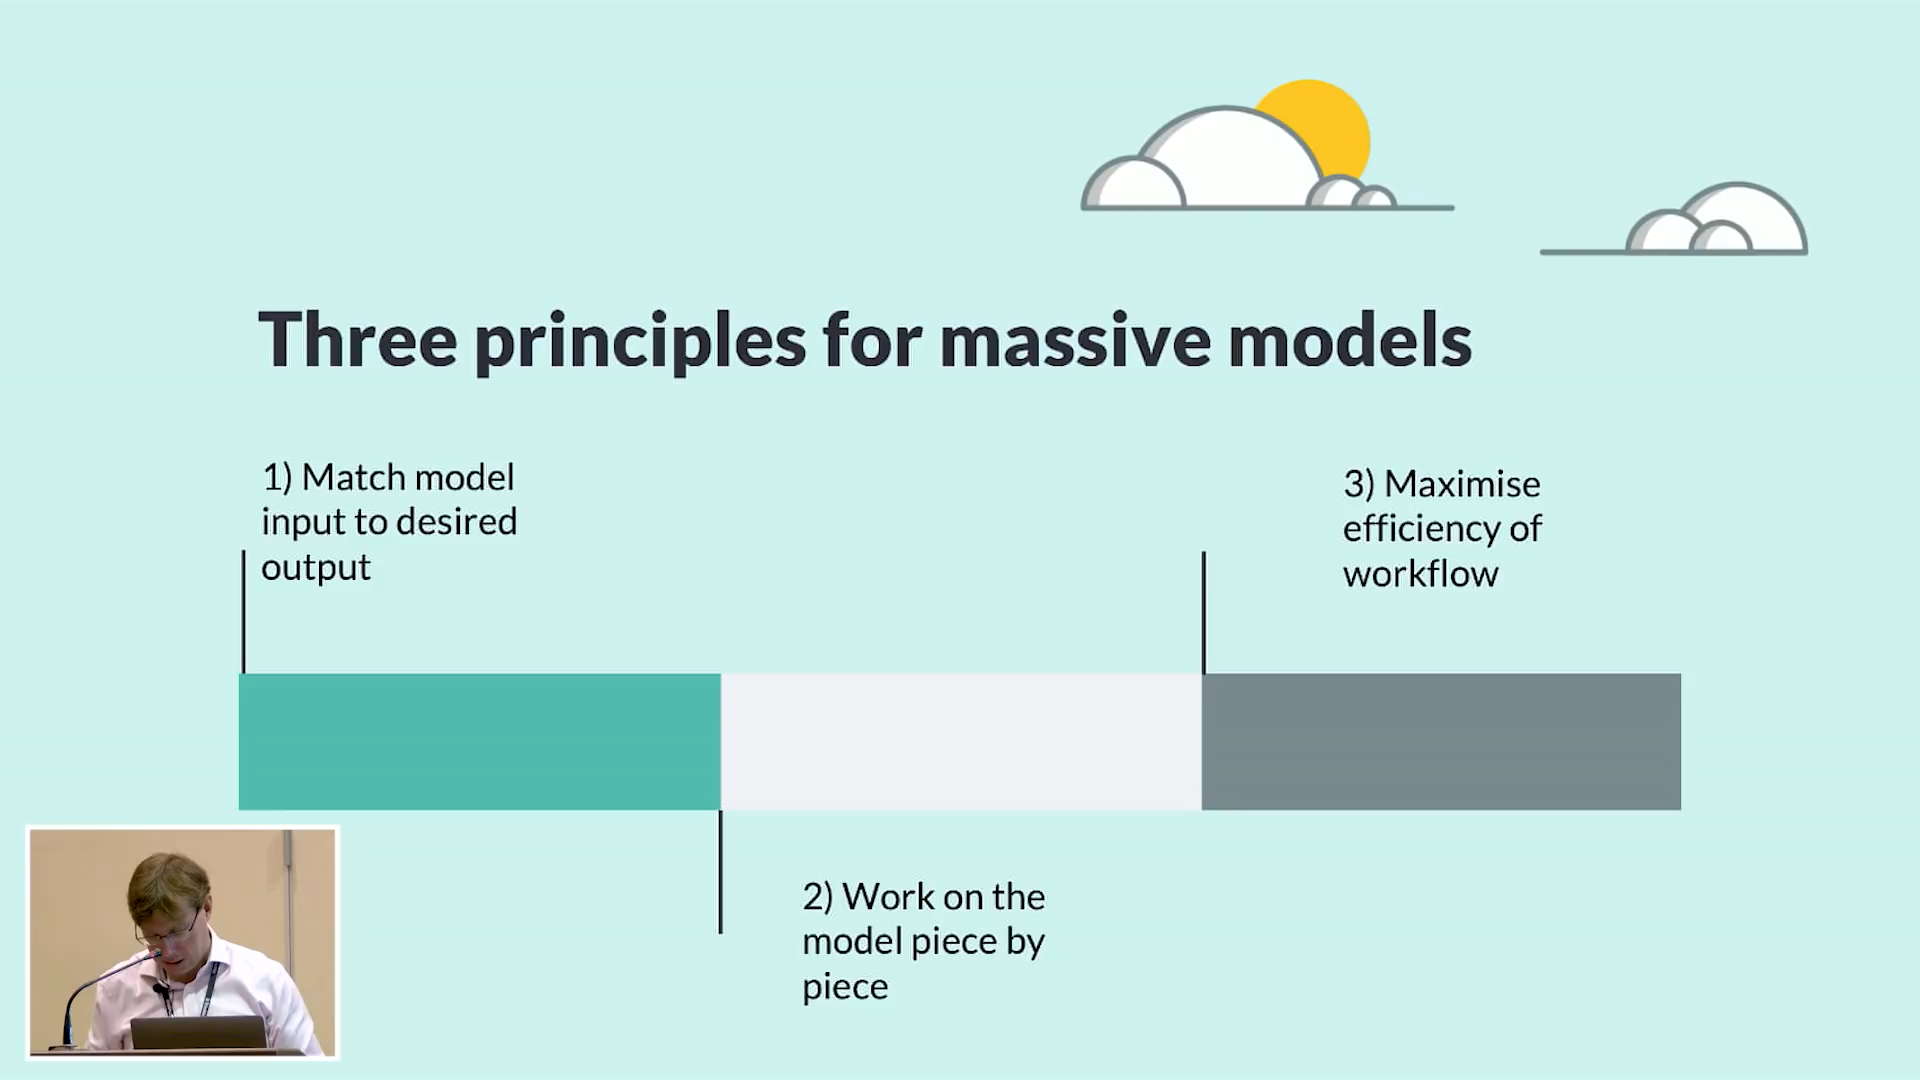 Three principles for massive models
1) Match model
input to desired
output
2) Work on the
model piece by
piece
3) Maximise
efficiency of
workflow